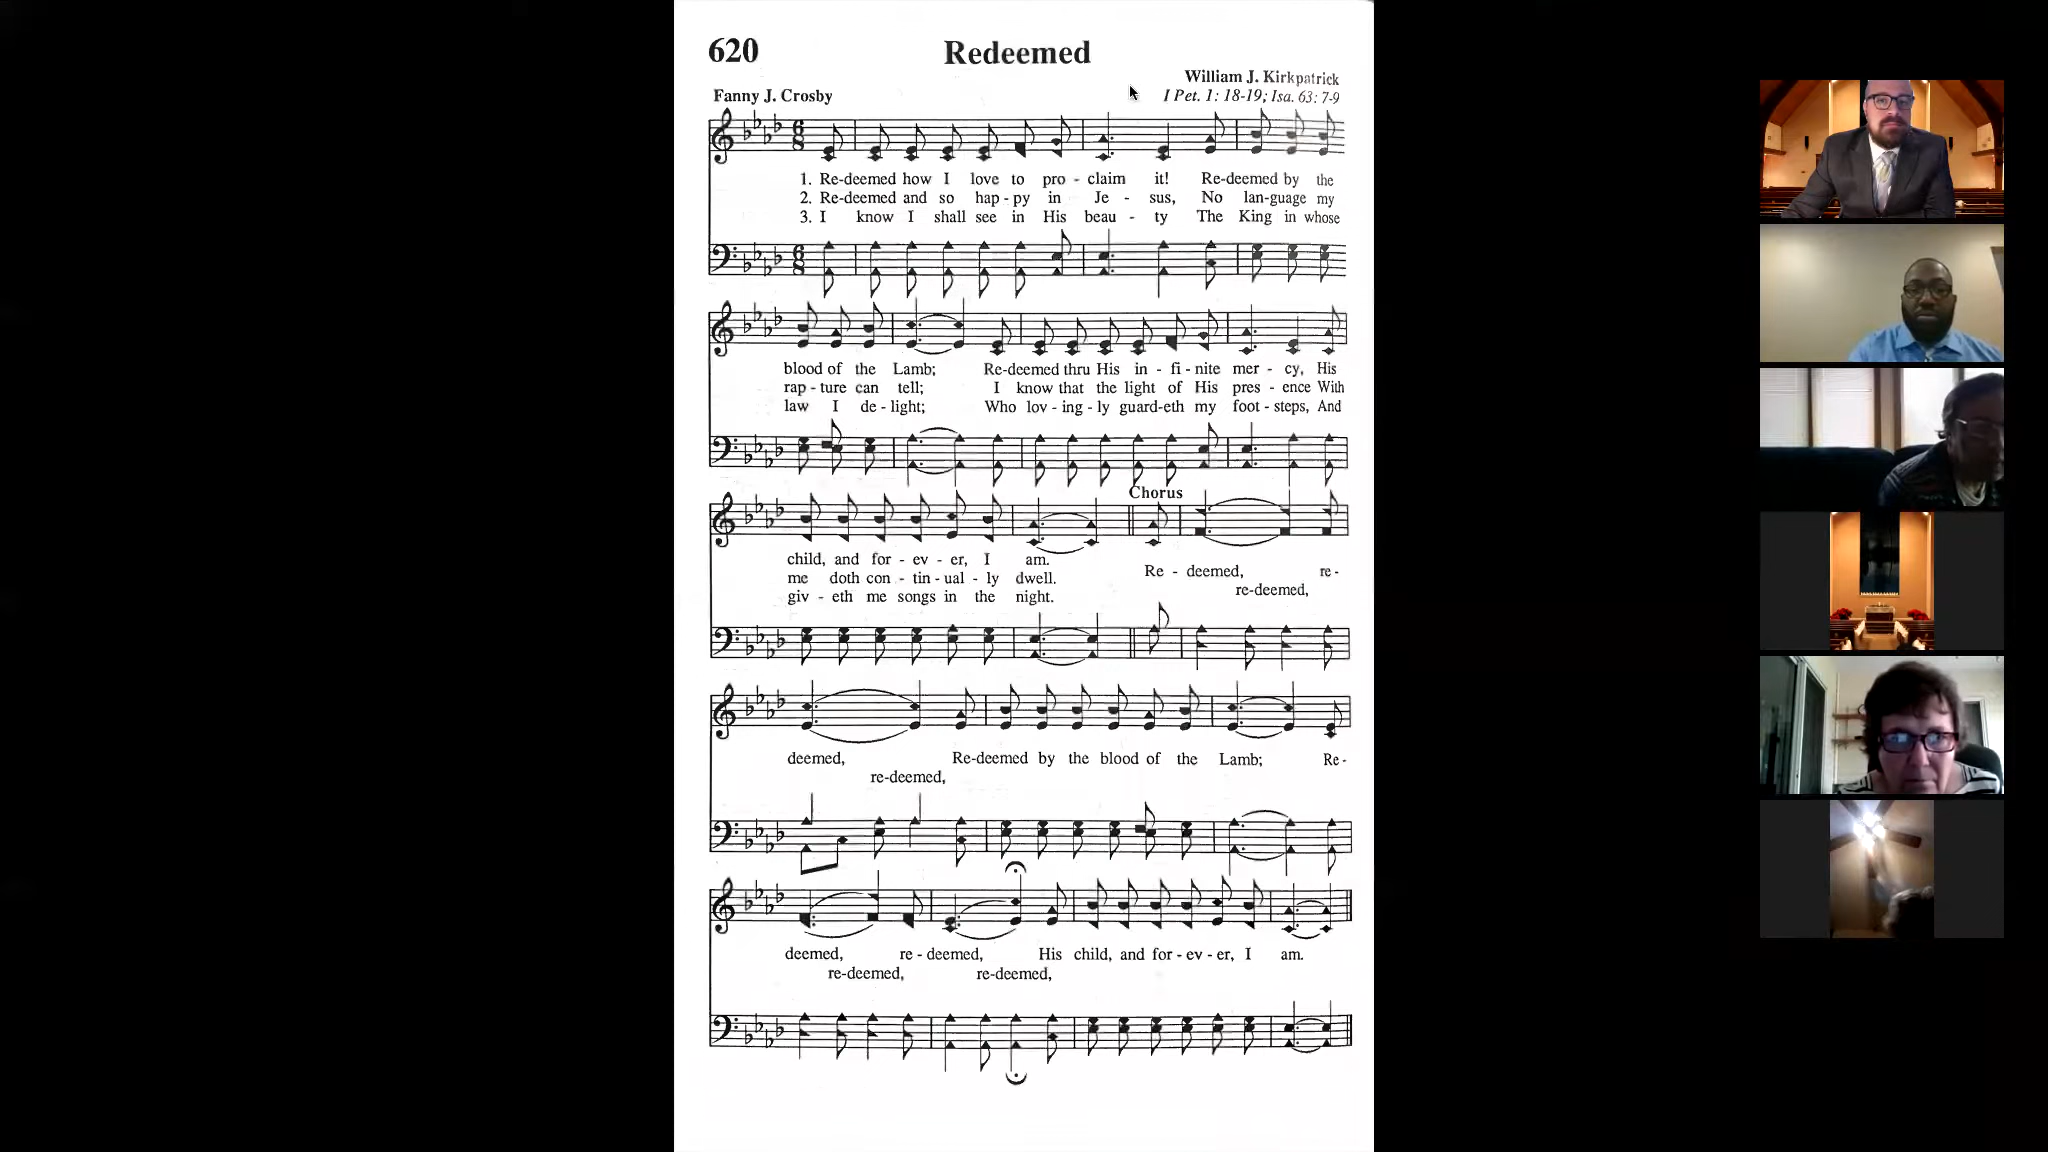 620 Redeemed
William J. Kirkpatrick
Fanny J. Crosby I Pet. 1: 18-19; Isa. 63: 7-9
1. Re-deemed how I love to pro - claim it! Re-deemed by the
2. Re-deemed and so hap - py in Je - sus, No lan-guage my
3. I know I shall see in His beau - ty The King in whose
blood of the Lamb; Re-deemed thru His in - fi - nite mer - cy, His
rap - ture can tell; I know that the light of His pres - ence With
law I de - light; Who lov - ing - ly guard-eth my foot - steps, And
Chorus
child, and for - ev - er, I am. Re - deemed, re -
me doth con - tin - ual - ly dwell. re-deemed,
giv - eth me songs in the night.
deemed, Re-deemed by the blood of the Lamb; Re -
re-deemed,
deemed, re - deemed, His child, and for - ev - er, I am.
re-deemed, re-deemed,